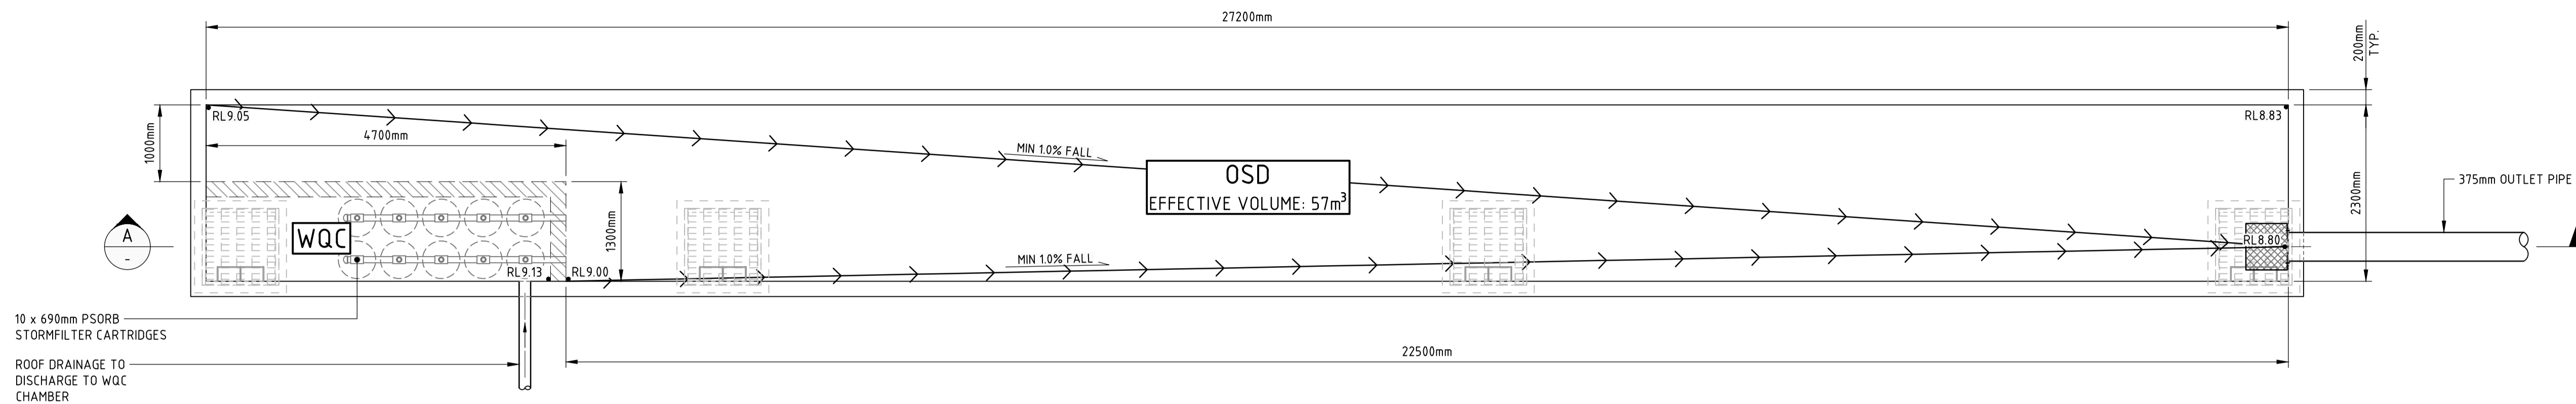 27200mm
200mm
TYP.
RL9.05
RL8.83
1000mm
4700mm
MIN 1.0% FALL
OSD
EFFECTIVE VOLUME: 57m³
375mm OUTLET PIPE
2300mm
A
-
WQC
1300mm
RL8.80
MIN 1.0% FALL
RL9.13
RL9.00
10 x 690mm PSORB
STORMFILTER CARTRIDGES
22500mm
ROOF DRAINAGE TO
DISCHARGE TO WQC
CHAMBER